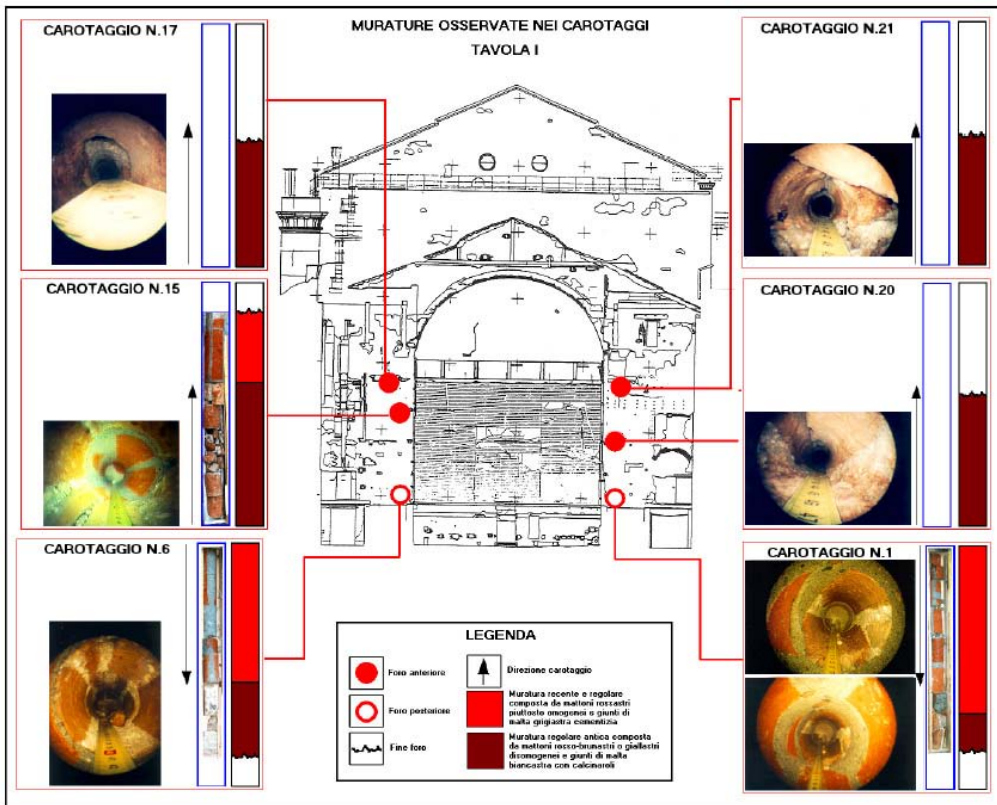 MURATURE OSSERVATE NEI CAROTAGGI
TAVOLA I
CAROTAGGIO N.17
CAROTAGGIO N.21
CAROTAGGIO N.15
CAROTAGGIO N.20
CAROTAGGIO N.6
CAROTAGGIO N.1
LEGENDA
Foro anteriore
Foro posteriore
Fine foro
Direzione carotaggio
Muratura recente e regolare
composta da mattoni rossastri
piuttosto omogenei e giunti di
malta grigiastra cementizia
Muratura regolare antica composta
da mattoni rosso-brunastri o giallastri
disomogenei e giunti di malta
biancastra con calcinaroli